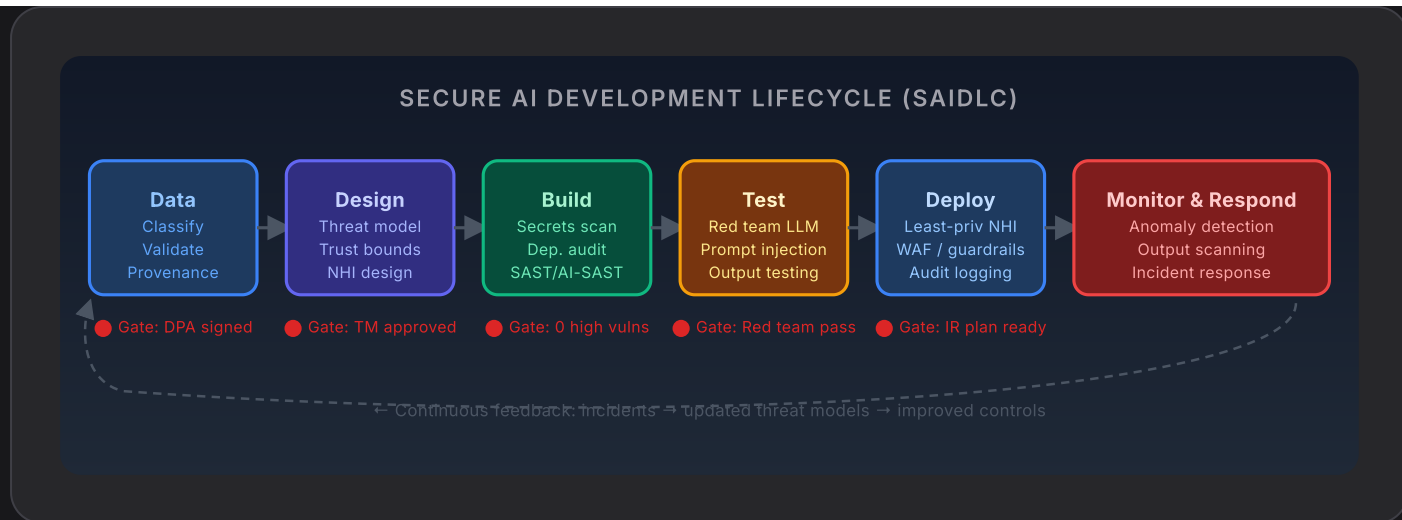 SECURE AI DEVELOPMENT LIFECYCLE (SAIDLC)
Data
Classify
Validate
Provenance
Design
Threat model
Trust bounds
NHI design
Build
Secrets scan
Dep. audit
SAST/AI-SAST
Test
Red team LLM
Prompt injection
Output testing
Deploy
Least-priv NHI
WAF / guardrails
Audit logging
Monitor & Respond
Anomaly detection
Output scanning
Incident response
Gate: DPA signed
Gate: TM approved
Gate: 0 high vulns
Gate: Red team pass
Gate: IR plan ready
← Continuous feedback: incidents → updated threat models → improved controls